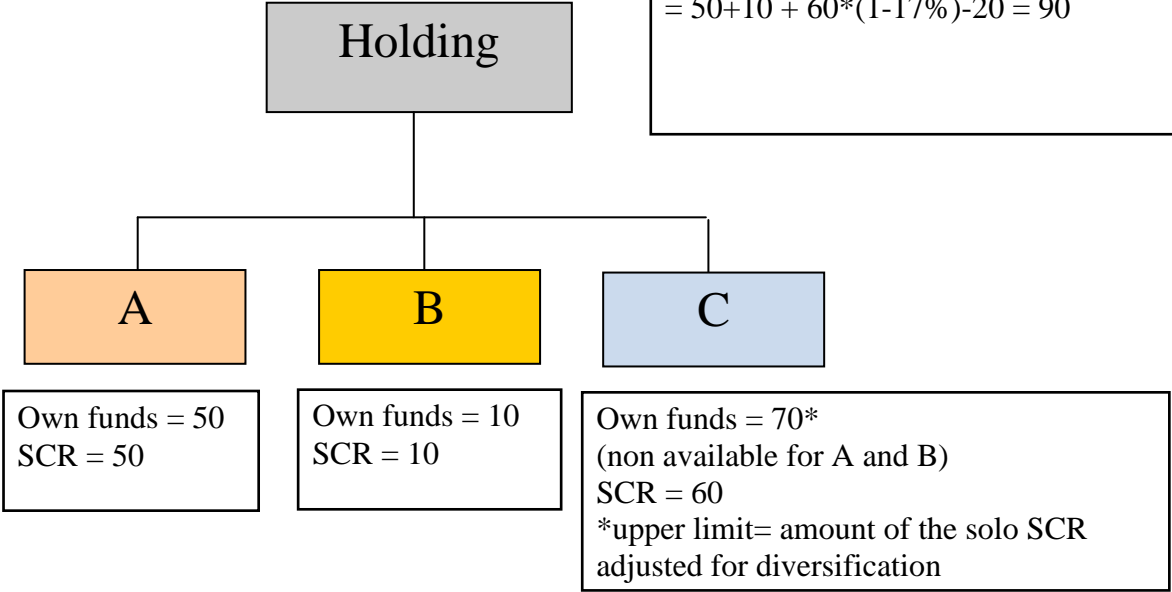 = 50+10 + 60*(1-17%)-20 = 90
Holding
A
B
C
Own funds = 50
SCR = 50
Own funds = 10
SCR = 10
Own funds = 70*
(non available for A and B)
SCR = 60
*upper limit= amount of the solo SCR
adjusted for diversification